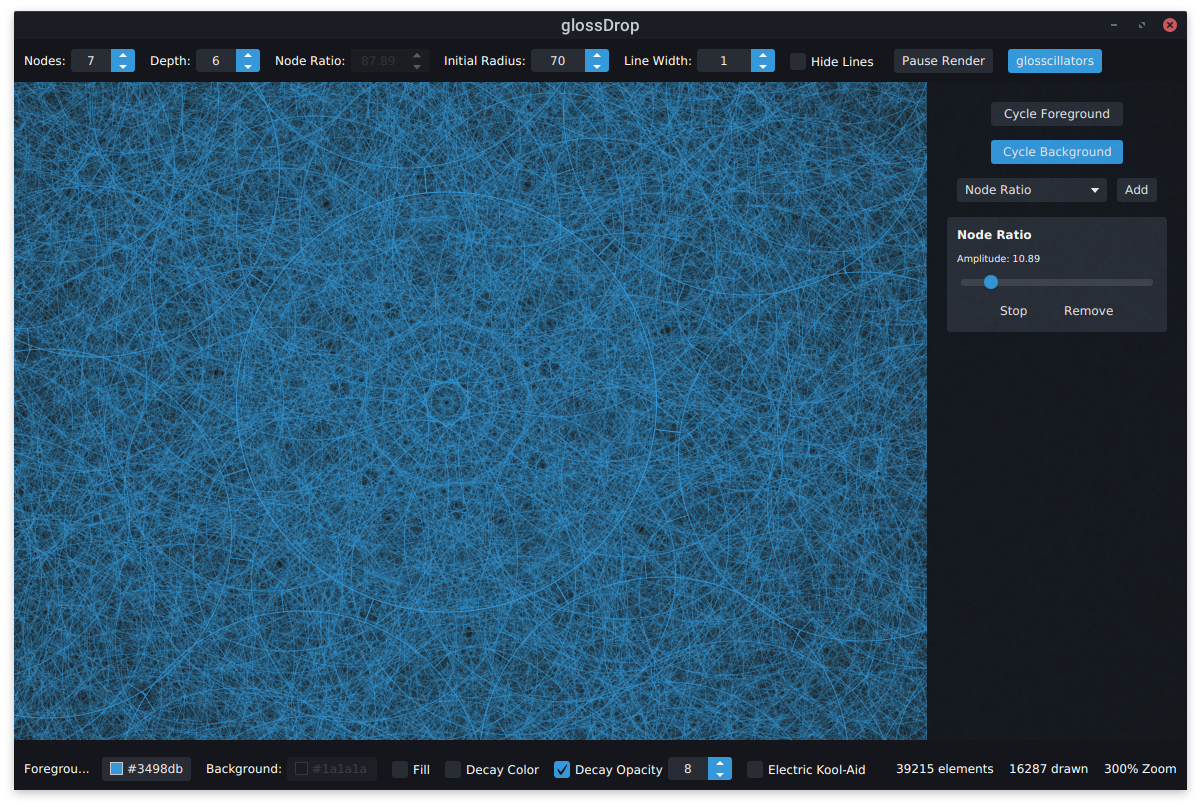 glossDrop
Nodes: 7 Depth: 6 Node Ratio: 87.89 Initial Radius: 70 Line Width: 1 Hide Lines Pause Render glosscillators
Cycle Foreground
Cycle Background
Node Ratio Add
Node Ratio
Amplitude: 10.89
Stop Remove
Foregrou... #3498db Background: #1a1a1a Fill Decay Color Decay Opacity 8 Electric Kool-Aid 39215 elements 16287 drawn 300% Zoom